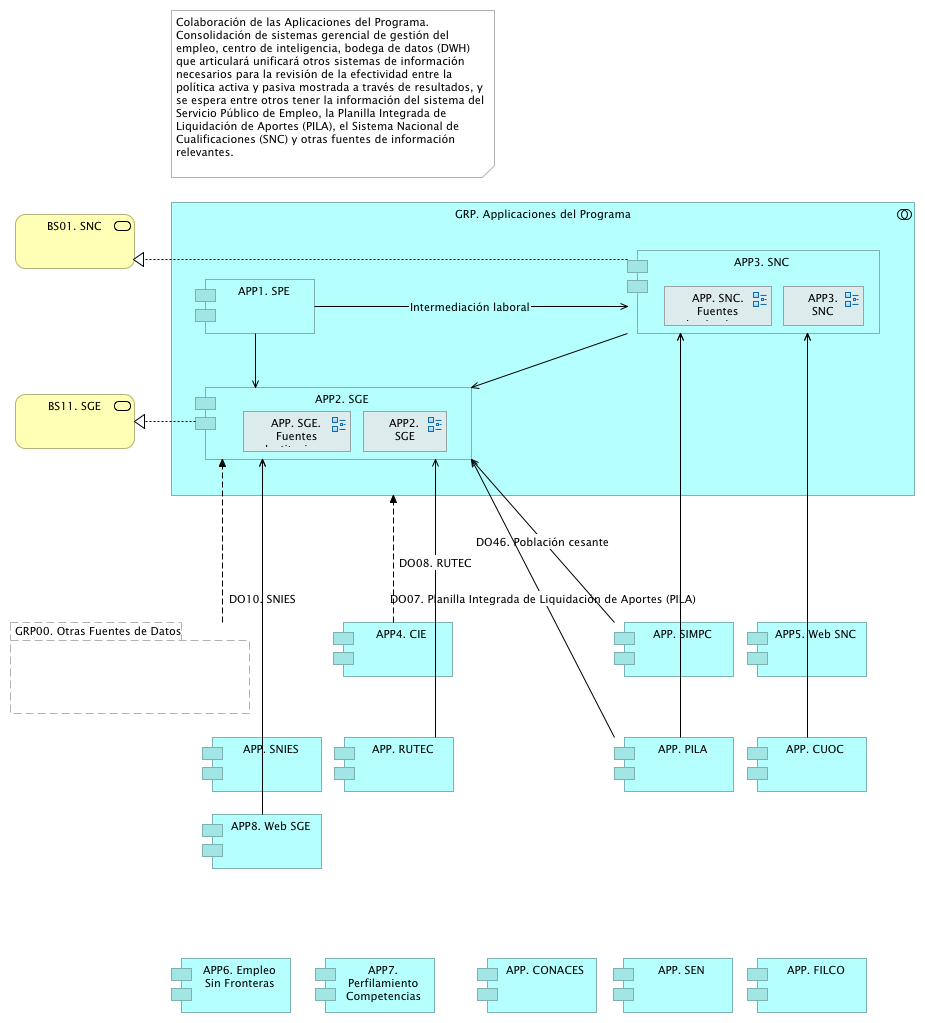 Colaboración de las Aplicaciones del Programa.
Consolidación de sistemas gerencial de gestión del
empleo, centro de inteligencia, bodega de datos (DWH)
que articulará unificará otros sistemas de información
necesarios para la revisión de la efectividad entre la
política activa y pasiva mostrada a través de resultados, y
se espera entre otros tener la información del sistema del
Servicio Público de Empleo, la Planilla Integrada de
Liquidación de Aportes (PILA), el Sistema Nacional de
Cualificaciones (SNC) y otras fuentes de información
relevantes.
GRP. Applicaciones del Programa
BS01. SNC
APP3. SNC
APP1. SPE
APP. SNC.
Fuentes
APP3.
SNC
Intermediación laboral
BS11. SGE
APP2. SGE
APP. SGE.
Fuentes
APP2.
SGE
DO46. Población cesante
DO08. RUTEC
DO10. SNIES
DO07. Planilla Integrada de Liquidación de Aportes (PILA)
GRP00. Otras Fuentes de Datos
APP4. CIE
APP. SIMPC
APP5. Web SNC
APP. SNIES
APP. RUTEC
APP. PILA
APP. CUOC
APP8. Web SGE
APP6. Empleo
Sin Fronteras
APP7.
Perfilamiento
Competencias
APP. CONACES
APP. SEN
APP. FILCO